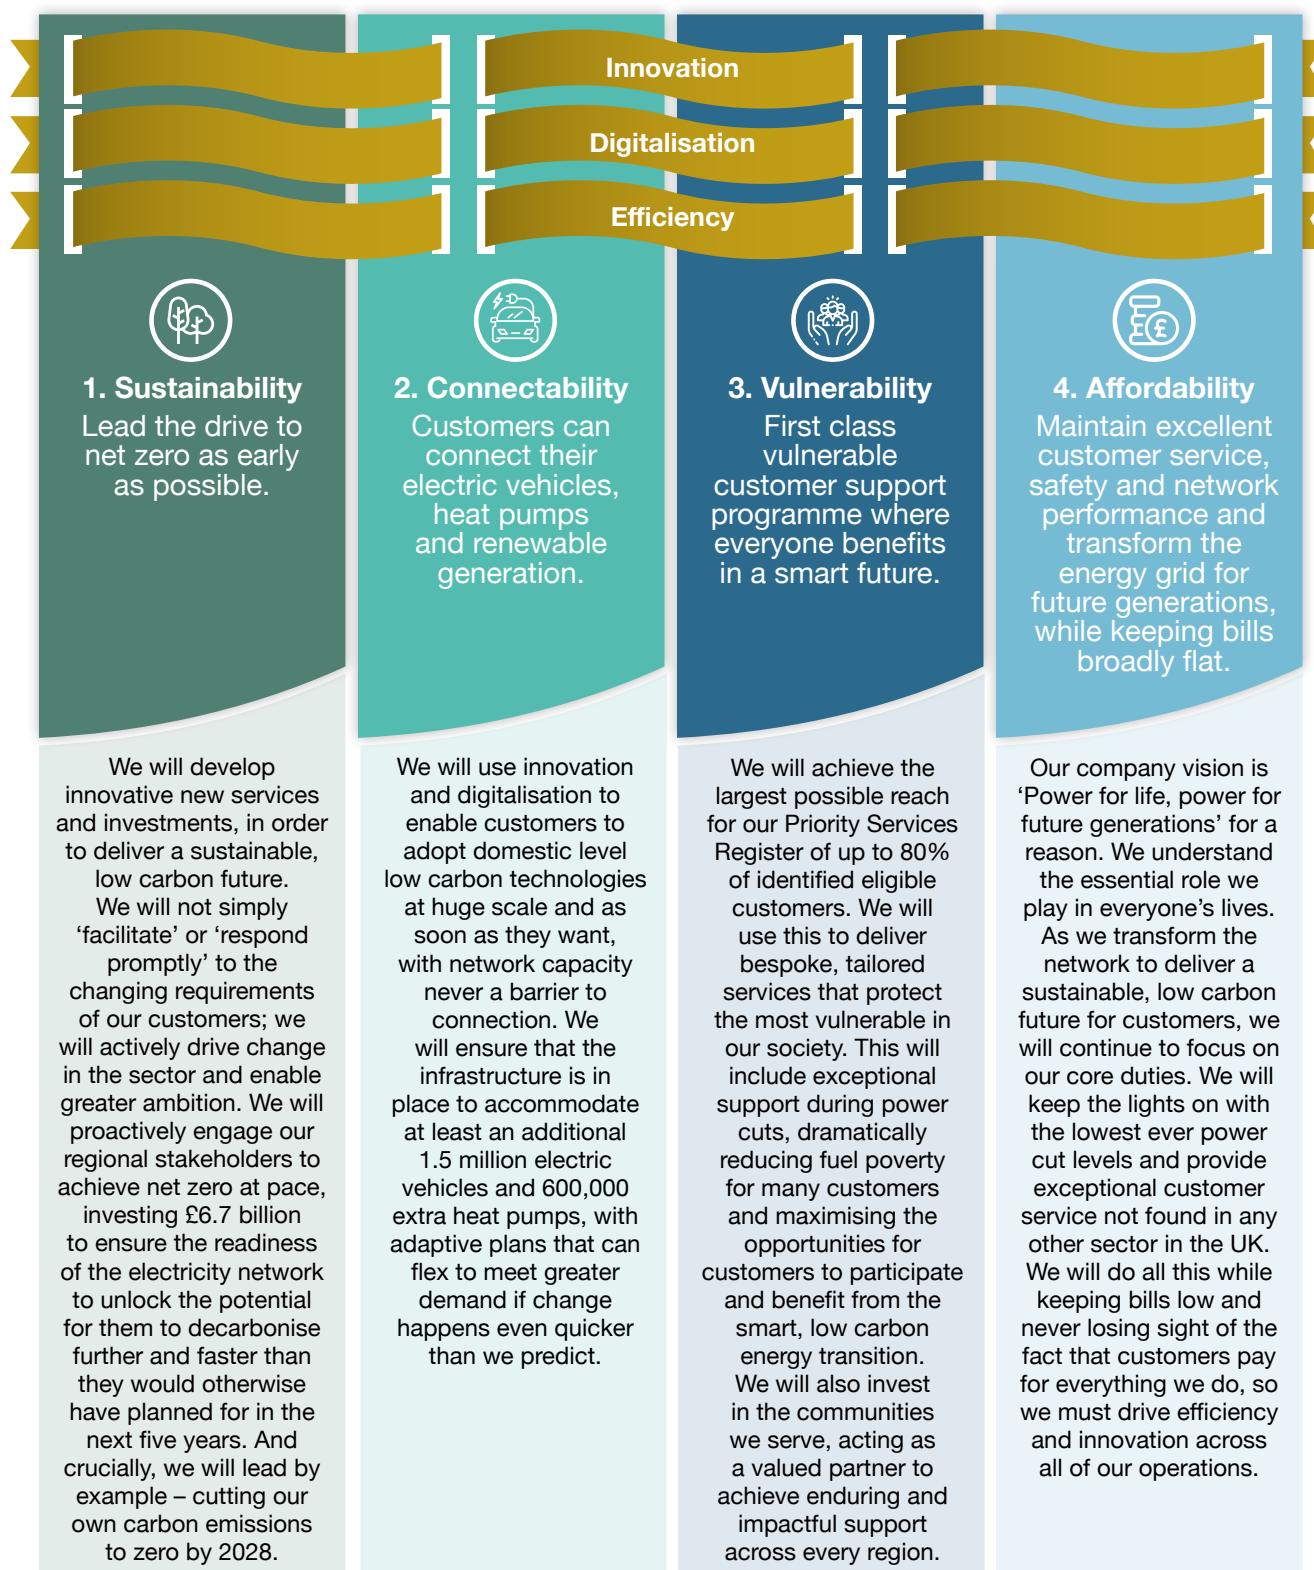 Innovation
Digitalisation
Efficiency
1. Sustainability
Lead the drive to
net zero as early
as possible.
We will develop
innovative new services
and investments, in order
to deliver a sustainable,
low carbon future.
We will not simply
‘facilitate’ or ‘respond
promptly’ to the
changing requirements
of our customers; we
will actively drive change
in the sector and enable
greater ambition. We will
proactively engage our
regional stakeholders to
achieve net zero at pace,
investing £6.7 billion
to ensure the readiness
of the electricity network
to unlock the potential
for them to decarbonise
further and faster than
they would otherwise
have planned for in the
next five years. And
crucially, we will lead by
example – cutting our
own carbon emissions
to zero by 2028.
2. Connectability
Customers can
connect their
electric vehicles,
heat pumps
and renewable
generation.
We will use innovation
and digitalisation to
enable customers to
adopt domestic level
low carbon technologies
at huge scale and as
soon as they want,
with network capacity
never a barrier to
connection. We
will ensure that the
infrastructure is in
place to accommodate
at least an additional
1.5 million electric
vehicles and 600,000
extra heat pumps, with
adaptive plans that can
flex to meet greater
demand if change
happens even quicker
than we predict.
3. Vulnerability
First class
vulnerable
customer support
programme where
everyone benefits
in a smart future.
We will achieve the
largest possible reach
for our Priority Services
Register of up to 80%
of identified eligible
customers. We will
use this to deliver
bespoke, tailored
services that protect
the most vulnerable in
our society. This will
include exceptional
support during power
cuts, dramatically
reducing fuel poverty
for many customers
and maximising the
opportunities for
customers to participate
and benefit from the
smart, low carbon
energy transition.
We will also invest
in the communities
we serve, acting as
a valued partner to
achieve enduring and
impactful support
across every region.
£
4. Affordability
Maintain excellent
customer service,
safety and network
performance and
transform the
energy grid for
future generations,
while keeping bills
broadly flat.
Our company vision is
‘Power for life, power for
future generations’ for a
reason. We understand
the essential role we
play in everyone’s lives.
As we transform the
network to deliver a
sustainable, low carbon
future for customers, we
will continue to focus on
our core duties. We will
keep the lights on with
the lowest ever power
cut levels and provide
exceptional customer
service not found in any
other sector in the UK.
We will do all this while
keeping bills low and
never losing sight of the
fact that customers pay
for everything we do, so
we must drive efficiency
and innovation across
all of our operations.